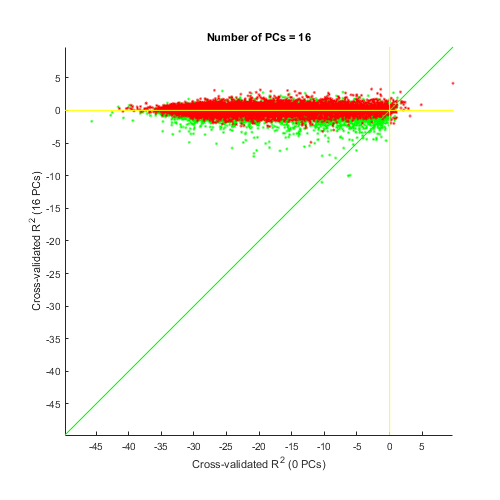 Number of PCs = 16
Cross-validated R² (16 PCs)
5
0
-5
-10
-15
-20
-25
-30
-35
-40
-45
-45 -40 -35 -30 -25 -20 -15 -10 -5 0 5
Cross-validated R² (0 PCs)